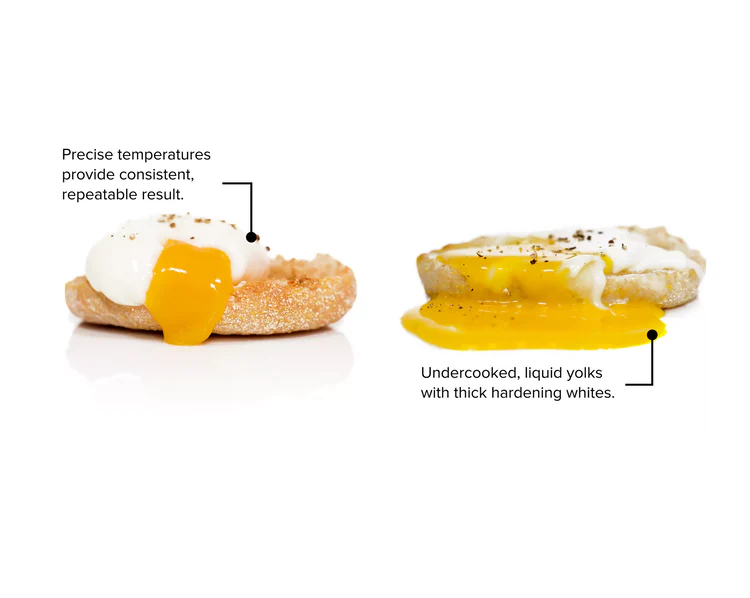 Precise temperatures
provide consistent,
repeatable result.
Undercooked, liquid yolks
with thick hardening whites.